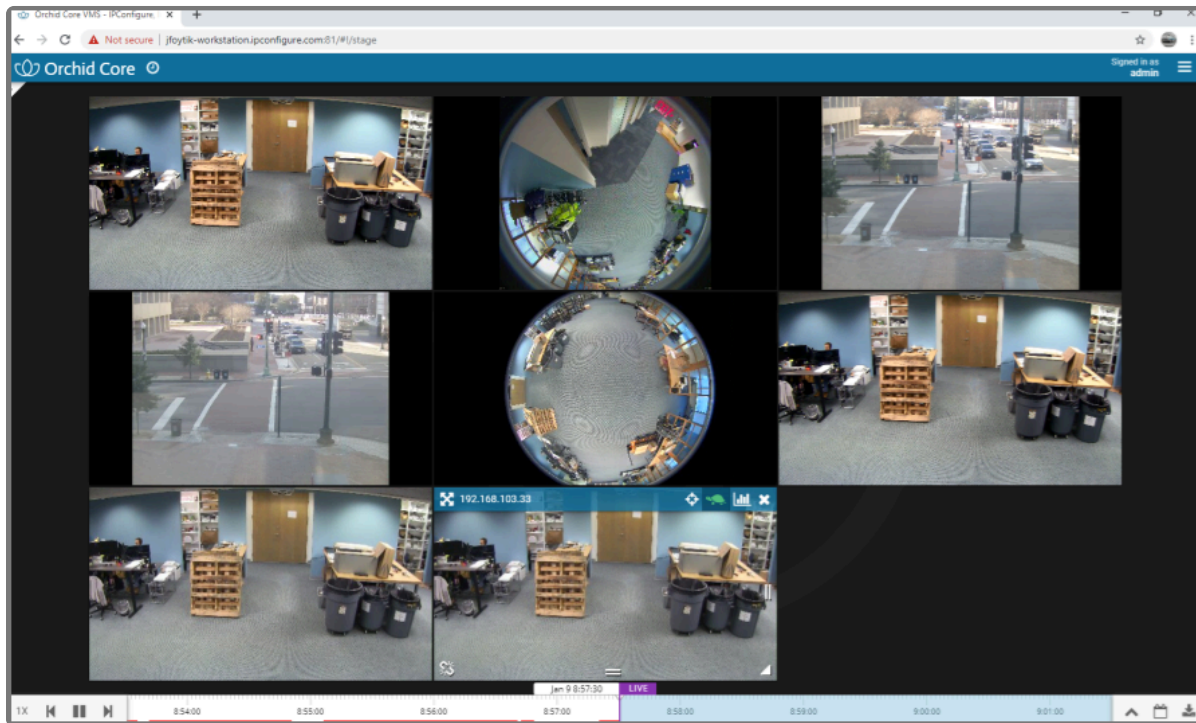 Orchid Core VMS - IPConfigure,
Not secure | jfoytik-workstation.ipconfigure.com:81/#!/stage
Orchid Core
Signed in as
admin
192.168.103.33
Jan 9 8:57:30 LIVE
1X 8:54:00 8:55:00 8:56:00 8:57:00 8:58:00 8:59:00 9:00:00 9:01:00